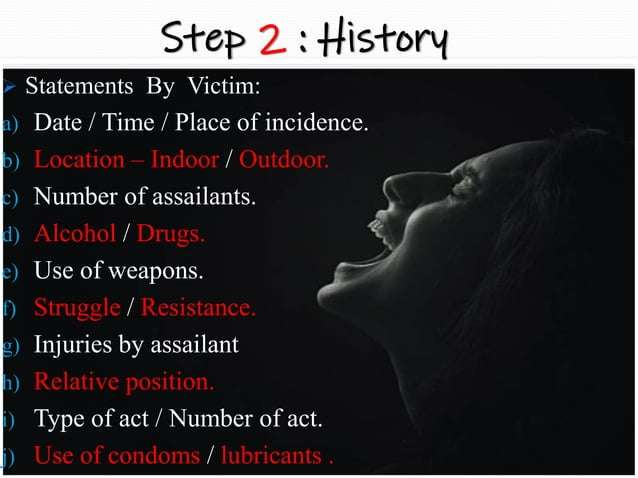 Step 2 : History
➢ Statements By Victim:
a) Date / Time / Place of incidence.
b) Location – Indoor / Outdoor.
c) Number of assailants.
d) Alcohol / Drugs.
e) Use of weapons.
f) Struggle / Resistance.
g) Injuries by assailant
h) Relative position.
i) Type of act / Number of act.
j) Use of condoms / lubricants .